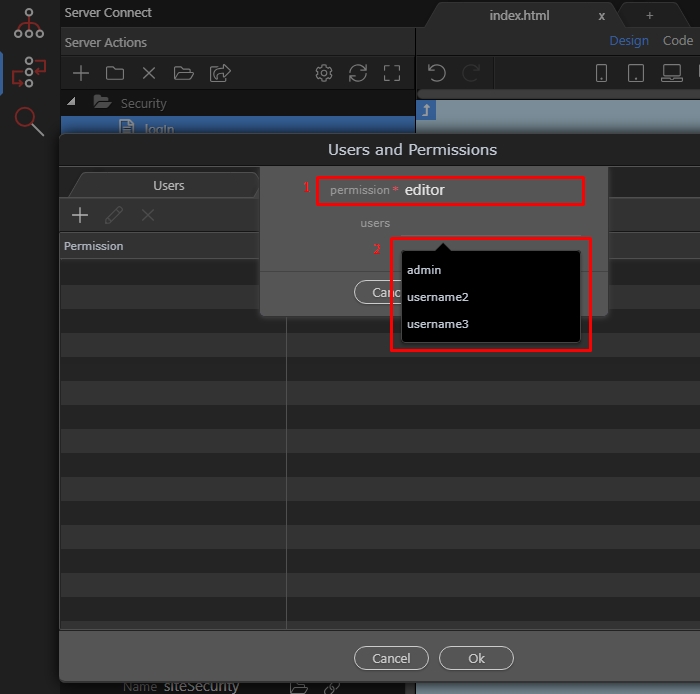 Server Connect
index.html x +
Server Actions
Design Code
Security
login
Users and Permissions
Users
1 permission * editor
users
Permission
2
admin
Canc
username2
username3
Cancel Ok
Name siteSecurity